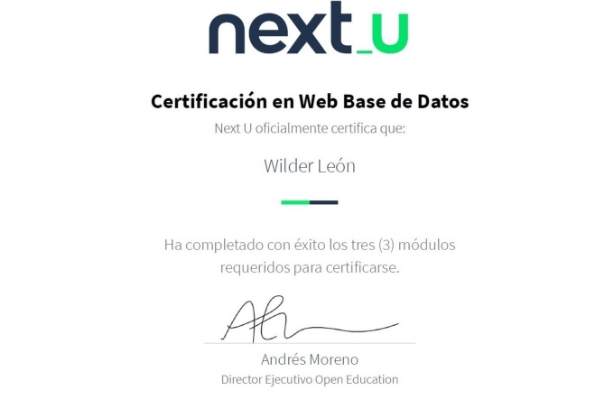 next_u
Certificación en Web Base de Datos
Next U oficialmente certifica que:
Wilder León
Ha completado con éxito los tres (3) módulos
requeridos para certificarse.
Andrés Moreno
Director Ejecutivo Open Education